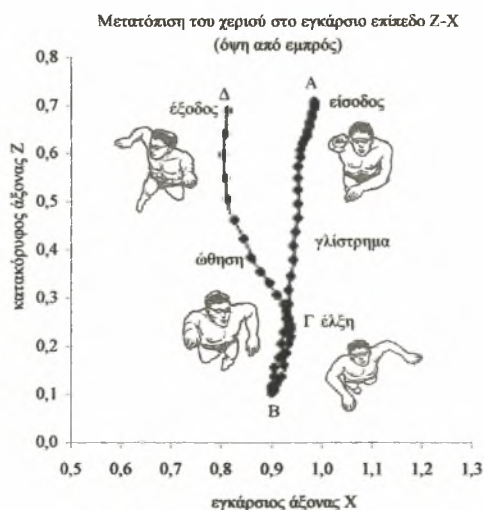 Μετατόπιση του χεριού στο εγκάρσιο επίπεδο Ζ-Χ
(όψη από εμπρός)
κατακόρυφος άξονας Ζ
0,8
0,7
0,6
0,5
0,4
0,3
0,2
0,1
0,0
Δ
Α
έξοδος
είσοδος
γλίστρημα
ώθηση
Γ έλξη
Β
0,5 0,6 0,7 0,8 0,9 1,0 1,1 1,2 1,3
εγκάρσιος άξονας Χ